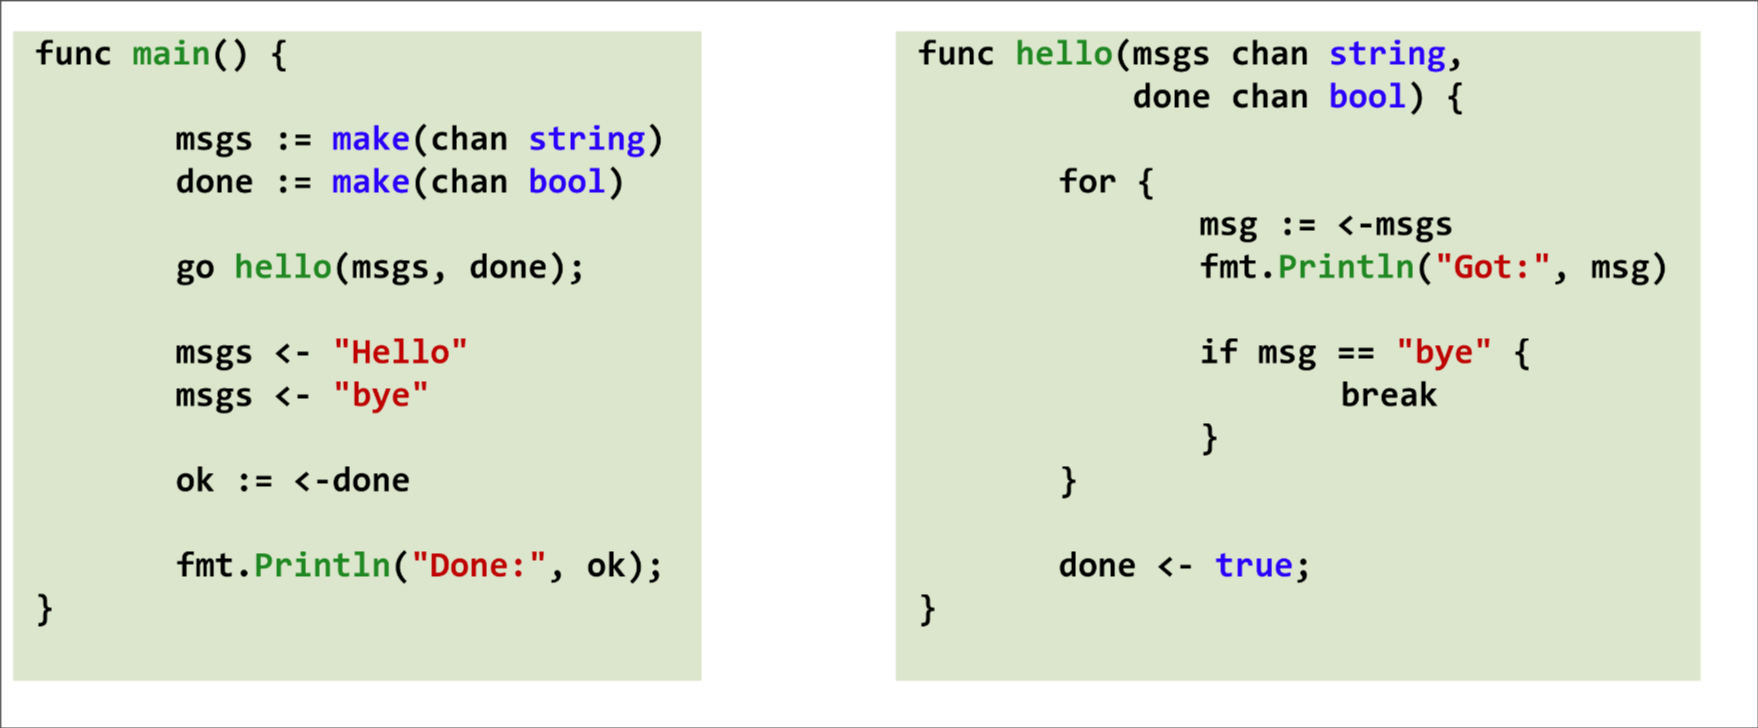 func main() {
msgs := make(chan string)
done := make(chan bool)
go hello(msgs, done);
msgs <- "Hello"
msgs <- "bye"
ok := <-done
fmt.Println("Done:", ok);
}
func hello(msgs chan string,
done chan bool) {
for {
msg := <-msgs
fmt.Println("Got:", msg)
if msg == "bye" {
break
}
}
done <- true;
}